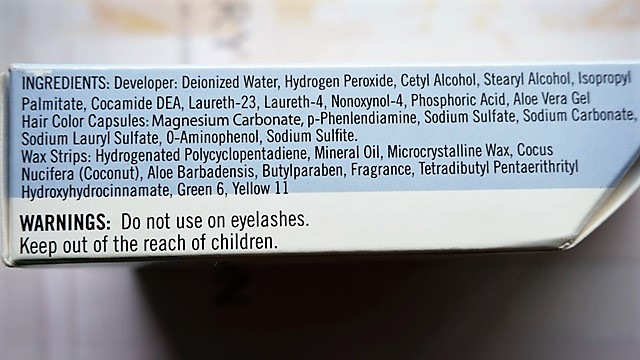 INGREDIENTS: Developer: Deionized Water, Hydrogen Peroxide, Cetyl Alcohol, Stearyl Alcohol, Isopropyl
Palmitate, Cocamide DEA, Laureth-23, Laureth-4, Nonoxynol-4, Phosphoric Acid, Aloe Vera Gel
Hair Color Capsules: Magnesium Carbonate, p-Phenlendiamine, Sodium Sulfate, Sodium Carbonate,
Sodium Lauryl Sulfate, O-Aminophenol, Sodium Sulfite.
Wax Strips: Hydrogenated Polycyclopentadiene, Mineral Oil, Microcrystalline Wax, Cocus
Nucifera (Coconut), Aloe Barbadensis, Butylparaben, Fragrance, Tetradibutyl Pentaerithrityl
Hydroxyhydrocinnamate, Green 6, Yellow 11
WARNINGS: Do not use on eyelashes.
Keep out of the reach of children.